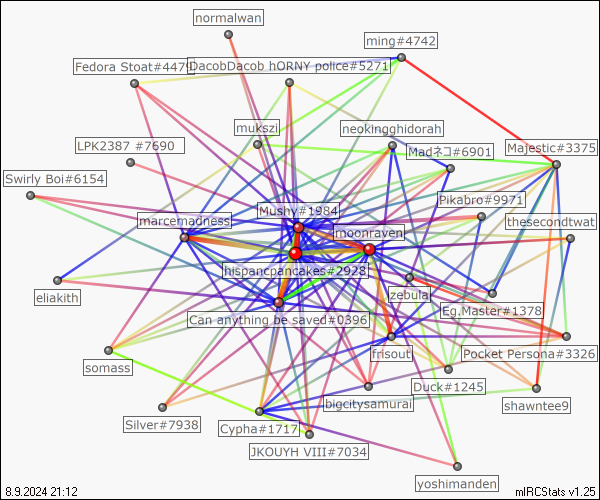 normalwan
ming#4742
Fedora Stoat#4479
DacobDacob hORNY police#5271
mukszi
neokingghidorah
LPK2387 #7690
Madネコ#6901
Majestic#3375
Swirly Boi#6154
Pikabro#9971
Mushy#1984
marcemadness
moonraven
thesecondtwat
hispancpancakes#2928
eliakith
zebulai
Eg.Master#1378
Can anything be saved#0396
frisout
Pocket Persona#3326
somass
Duck#1245
bigcitysamurai
shawntee9
Silver#7938
Cypha#1717
JKOUYH VIII#7034
yoshimanden
8.9.2024 21:12
mIRCStats v1.25